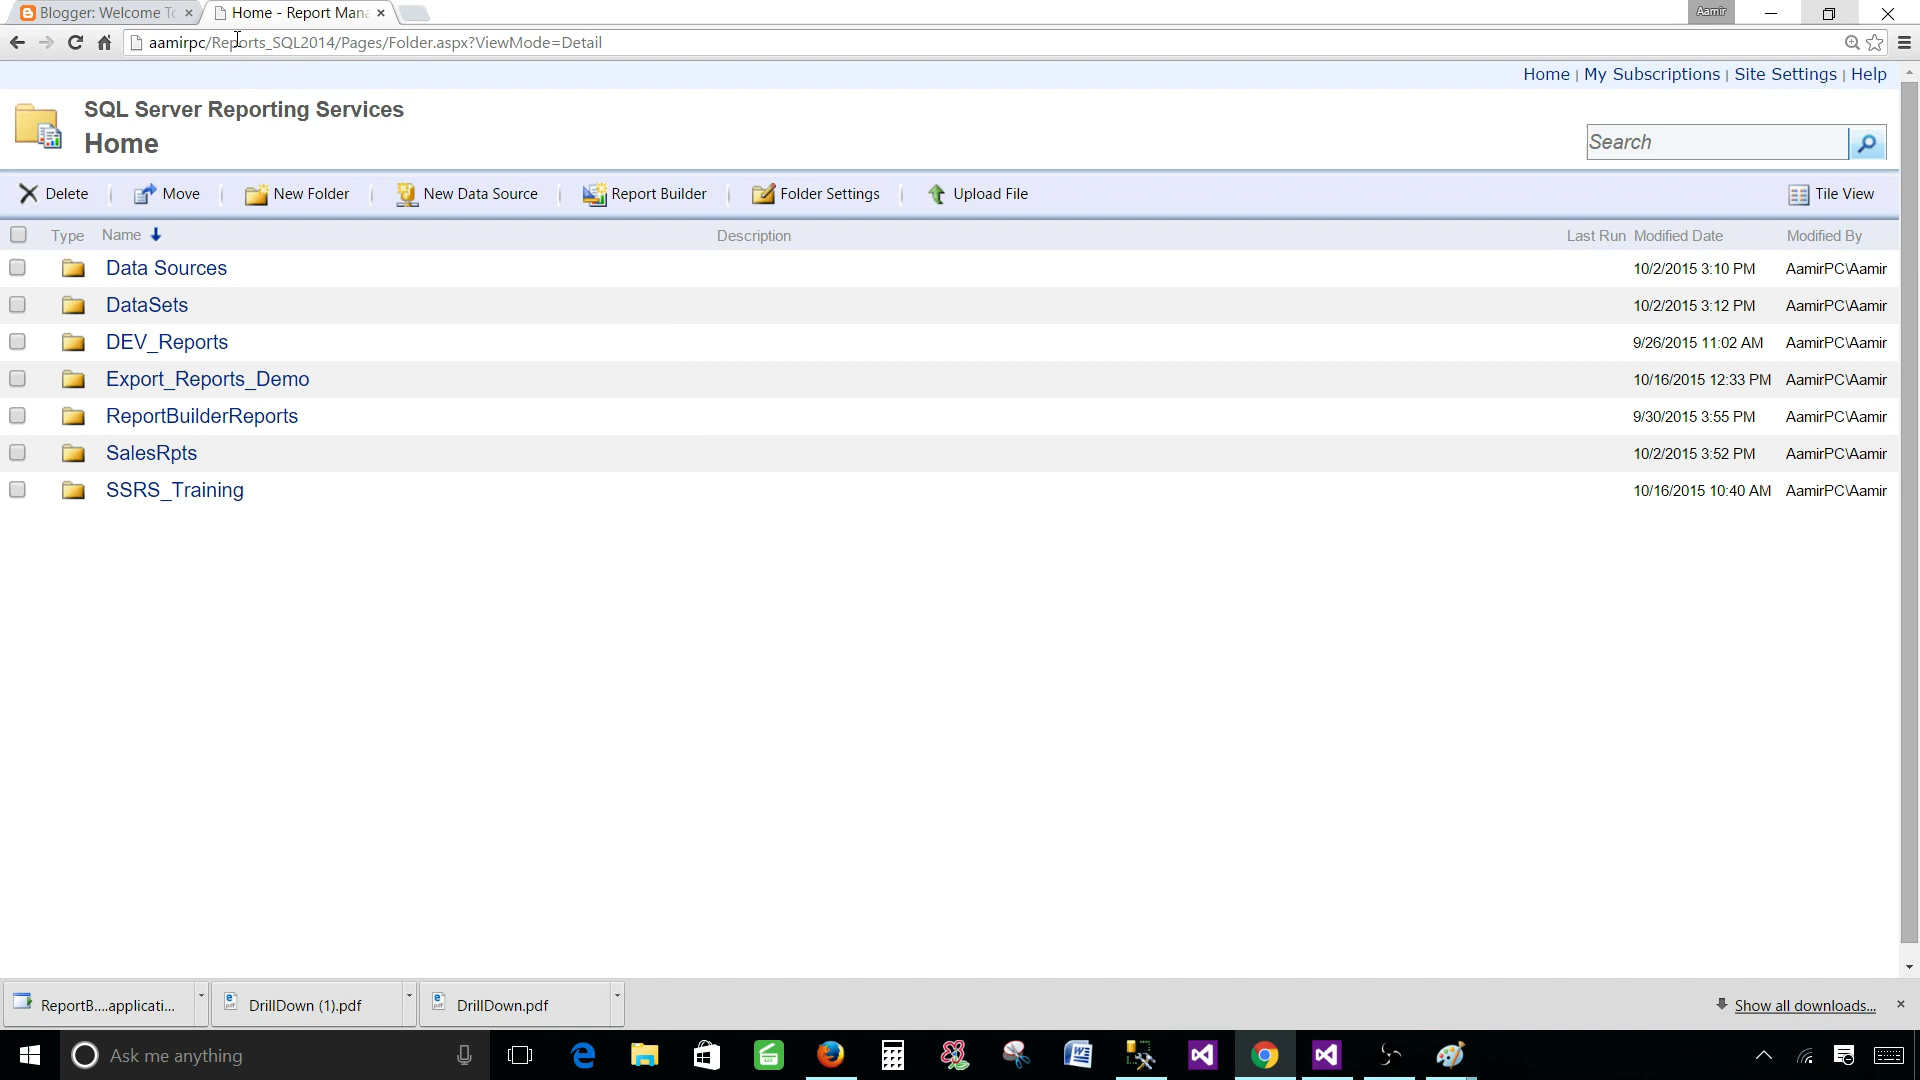 Blogger: Welcome To
Home - Report Mana
Aamir
aamirpc/Reports_SQL2014/Pages/Folder.aspx?ViewMode=Detail
Home | My Subscriptions | Site Settings | Help
SQL Server Reporting Services
Home
Search
Delete | Move | New Folder | New Data Source | Report Builder | Folder Settings | Upload File Tile View
Type Name Description Last Run Modified Date Modified By
Data Sources 10/2/2015 3:10 PM AamirPC\Aamir
DataSets 10/2/2015 3:12 PM AamirPC\Aamir
DEV_Reports 9/26/2015 11:02 AM AamirPC\Aamir
Export_Reports_Demo 10/16/2015 12:33 PM AamirPC\Aamir
ReportBuilderReports 9/30/2015 3:55 PM AamirPC\Aamir
SalesRpts 10/2/2015 3:52 PM AamirPC\Aamir
SSRS_Training 10/16/2015 10:40 AM AamirPC\Aamir
ReportB....applicati... DrillDown (1).pdf DrillDown.pdf Show all downloads...
Ask me anything